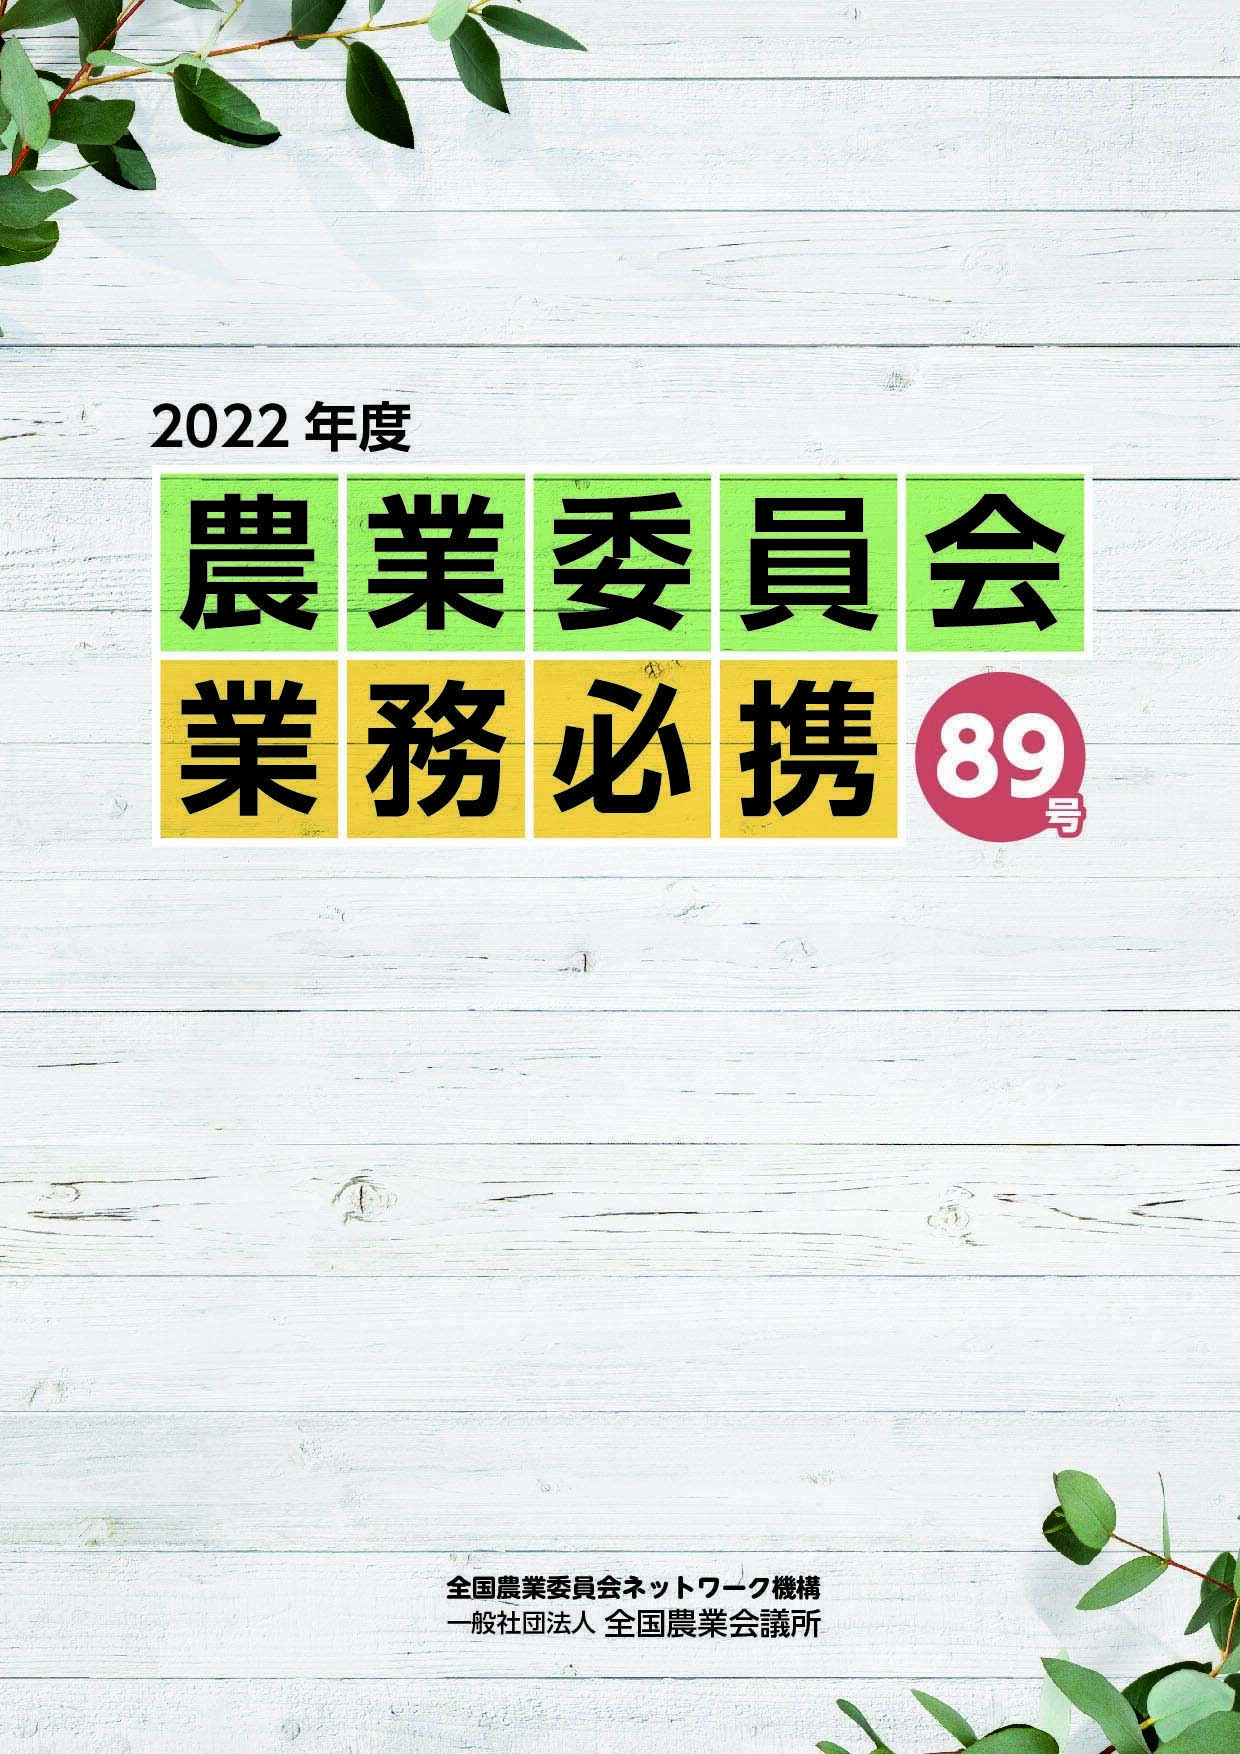 2022 年度
農業委員会
業務必携
89号
全国農業委員会ネットワーク機構
一般社団法人 全国農業会議所